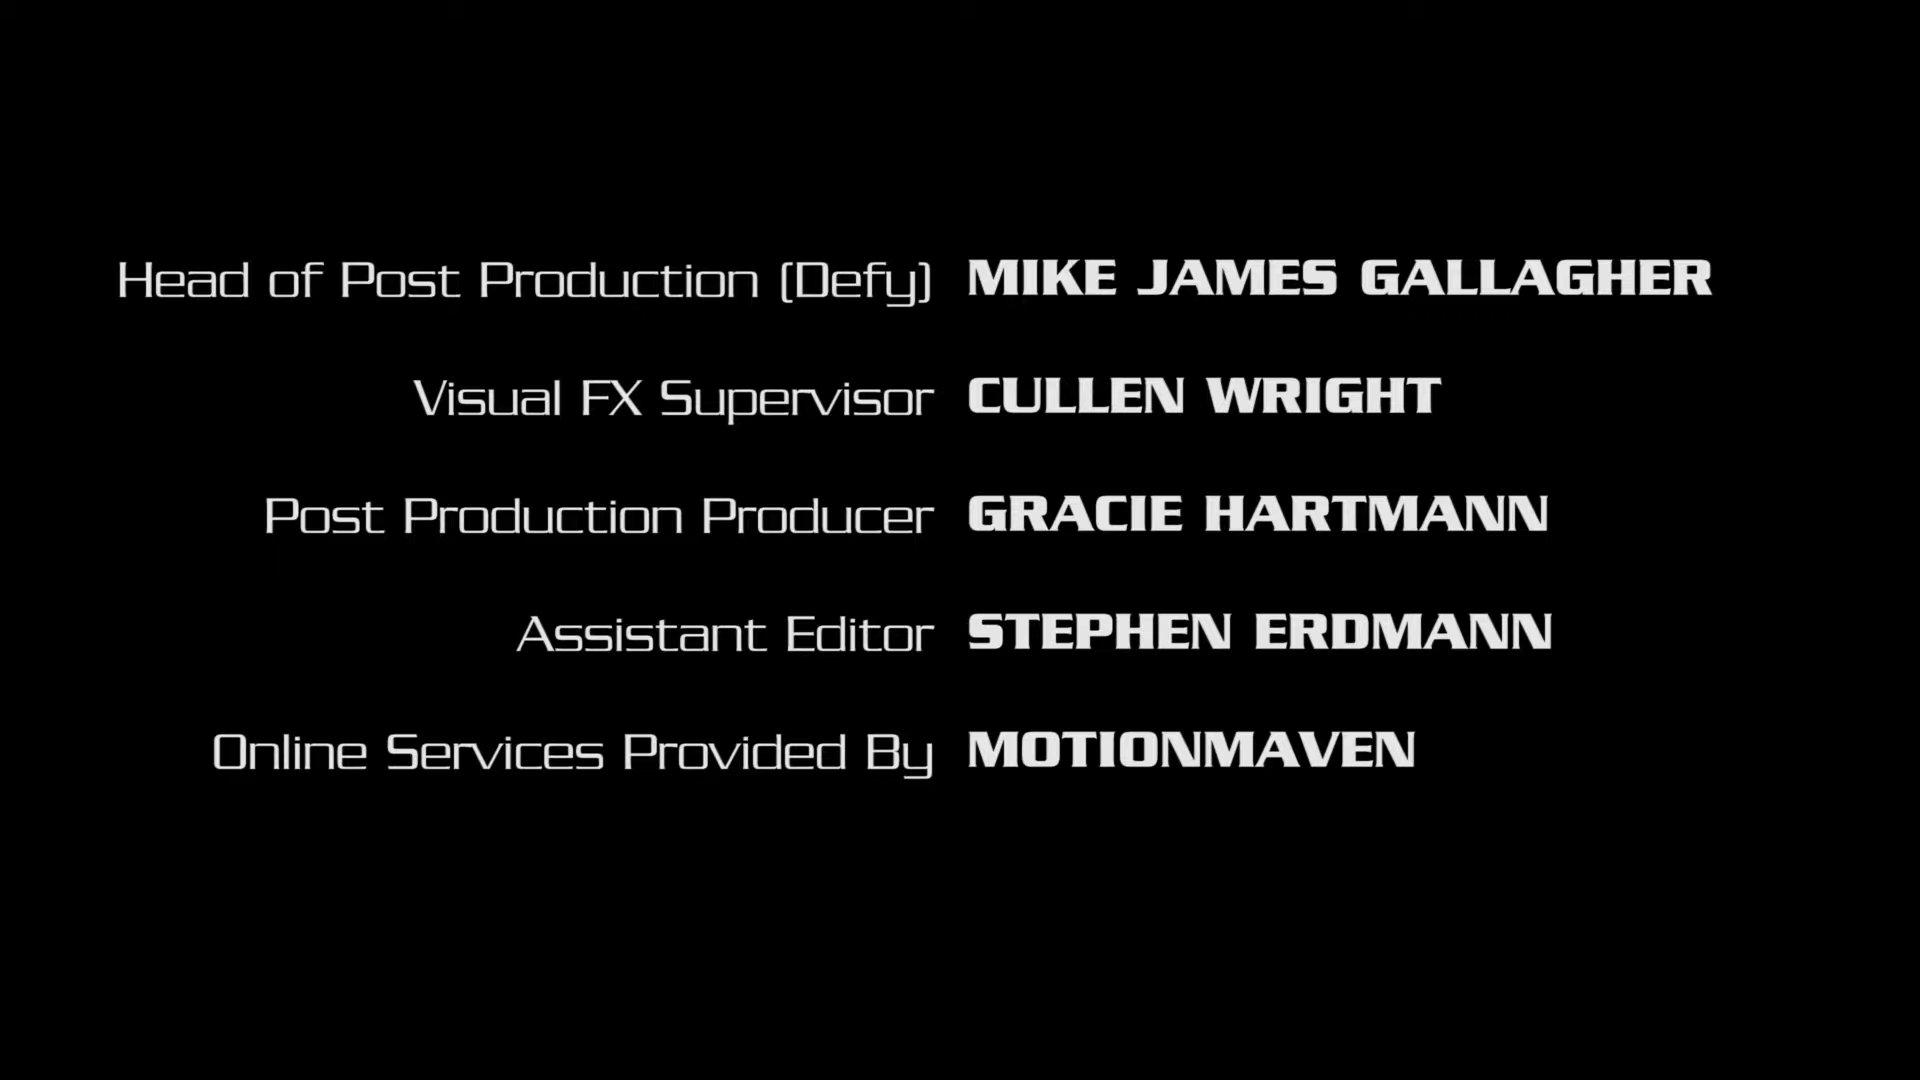 Head of Post Production (Defy) MIKE JAMES GALLAGHER
Visual FX Supervisor CULLEN WRIGHT
Post Production Producer GRACIE HARTMANN
Assistant Editor STEPHEN ERDMANN
Online Services Provided By MOTIONMAVEN